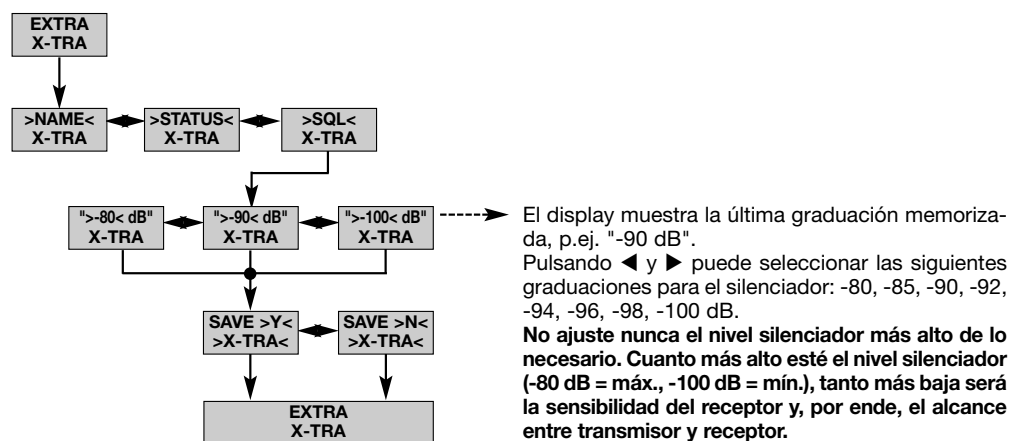 EXTRA
X-TRA
>NAME<
X-TRA
>STATUS<
X-TRA
>SQL<
X-TRA
">-80< dB"
X-TRA
">-90< dB"
X-TRA
">-100< dB"
X-TRA
El display muestra la última graduación memoriza-
da, p.ej. "-90 dB".
Pulsando ◀ y ▶ puede seleccionar las siguientes
graduaciones para el silenciador: -80, -85, -90, -92,
-94, -96, -98, -100 dB.
No ajuste nunca el nivel silenciador más alto de lo
necesario. Cuanto más alto esté el nivel silenciador
(-80 dB = máx., -100 dB = mín.), tanto más baja será
la sensibilidad del receptor y, por ende, el alcance
entre transmisor y receptor.
SAVE >Y<
>X-TRA<
SAVE >N<
>X-TRA<
EXTRA
X-TRA